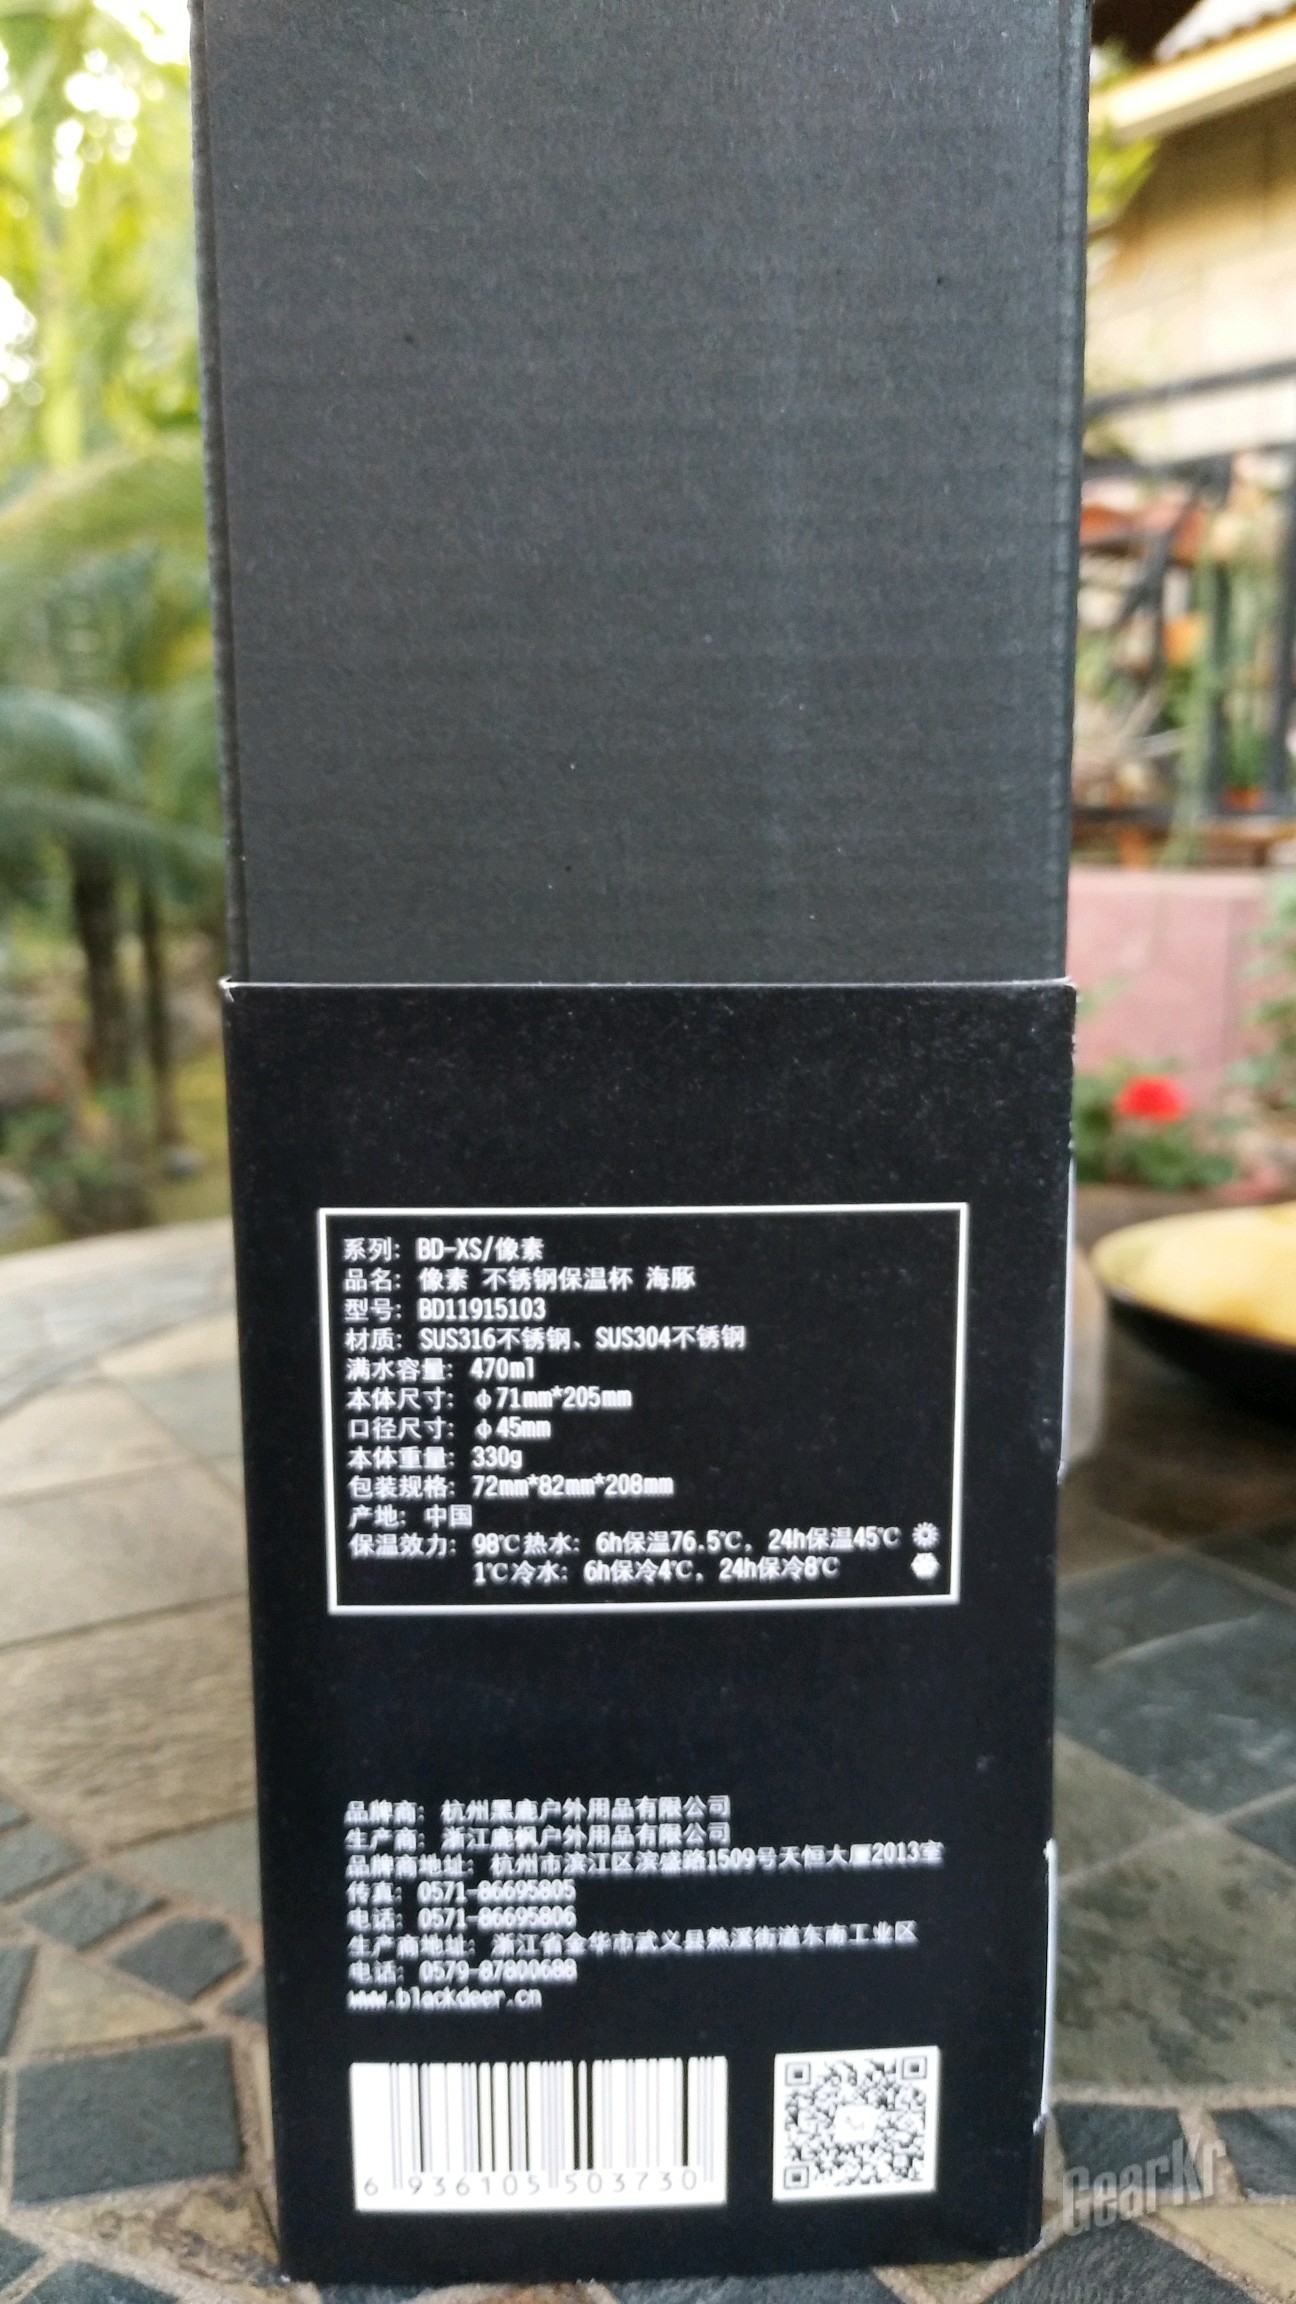 系列: BD-XS/像素
品名: 像素 不锈钢保温杯 海豚
型号: BD11915103
材质: SUS316不锈钢、SUS304不锈钢
满水容量: 470ml
本体尺寸: φ71mm*205mm
口径尺寸: φ45mm
本体重量: 330g
包装规格: 72mm*82mm*208mm
产地: 中国
保温效力: 98℃热水: 6h保温76.5℃, 24h保温45℃
1℃冷水: 6h保冷4℃, 24h保冷8℃
品牌商: 杭州黑鹿户外用品有限公司
生产商: 浙江鹿枫户外用品有限公司
品牌商地址: 杭州市滨江区滨盛路1509号天恒大厦2013室
传真: 0571-86695805
电话: 0571-86695806
生产商地址: 浙江省金华市武义县熟溪街道东南工业区
电话: 0579-87800688
www.blackdeer.cn
6 936105 503730
GearKr